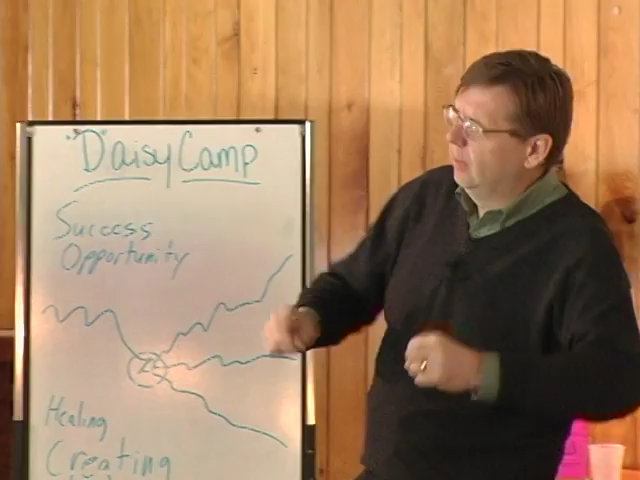 "Daisy Camp
Success
Opportunity
Healing
Creating